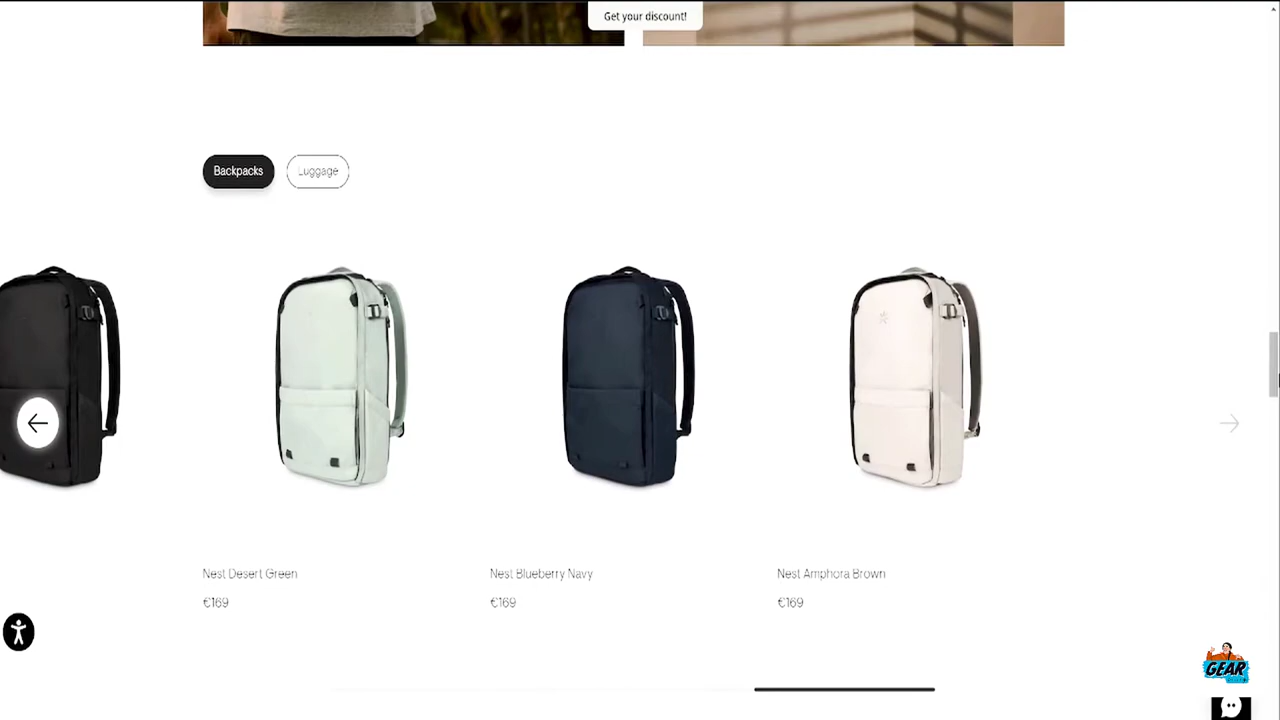 Get your discount!
Backpacks
Luggage
Nest Desert Green
Nest Blueberry Navy
Nest Amphora Brown
€169
€169
€169
GEAR